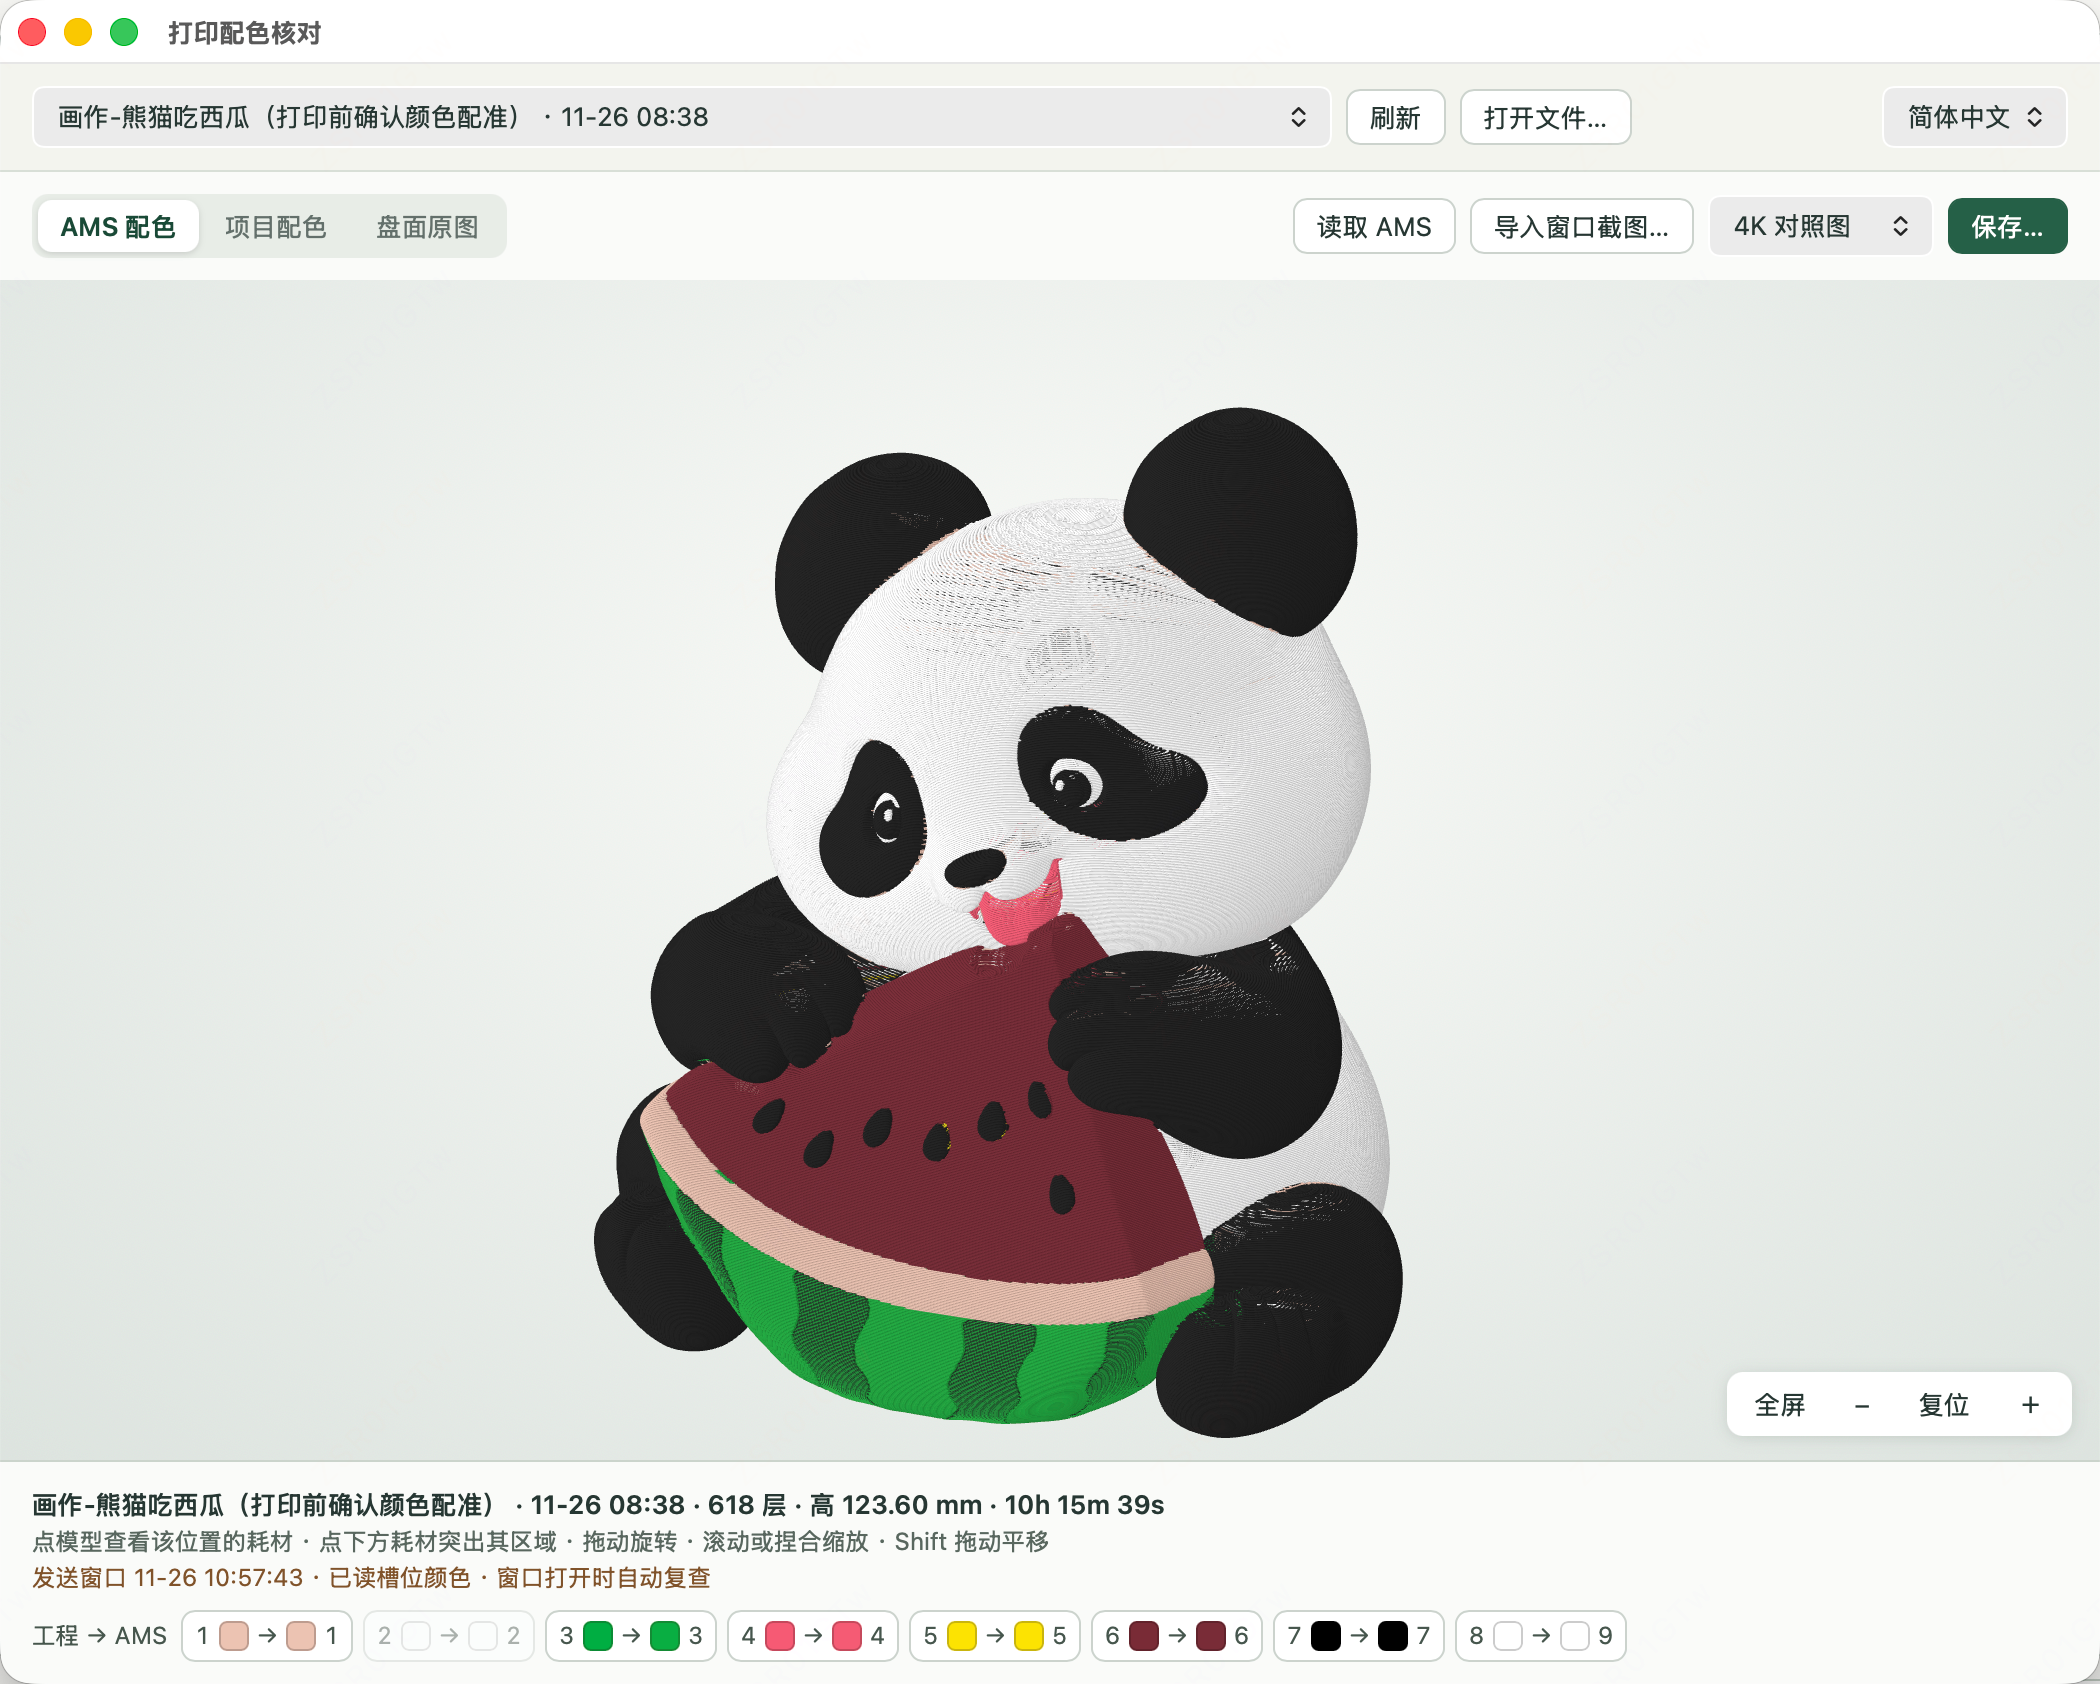 打印配色核对
画作-熊猫吃西瓜（打印前确认颜色配准） · 11-26 08:38
刷新
打开文件...
简体中文
AMS 配色
项目配色
盘面原图
读取 AMS
导入窗口截图...
4K 对照图
保存...
全屏
−
复位
+
画作-熊猫吃西瓜（打印前确认颜色配准） · 11-26 08:38 · 618 层 · 高 123.60 mm · 10h 15m 39s
点模型查看该位置的耗材 · 点下方耗材突出其区域 · 拖动旋转 · 滚动或捏合缩放 · Shift 拖动平移
发送窗口 11-26 10:57:43 · 已读槽位颜色 · 窗口打开时自动复查
工程 → AMS 1 → 1 2 → 2 3 → 3 4 → 4 5 → 5 6 → 6 7 → 7 8 → 9